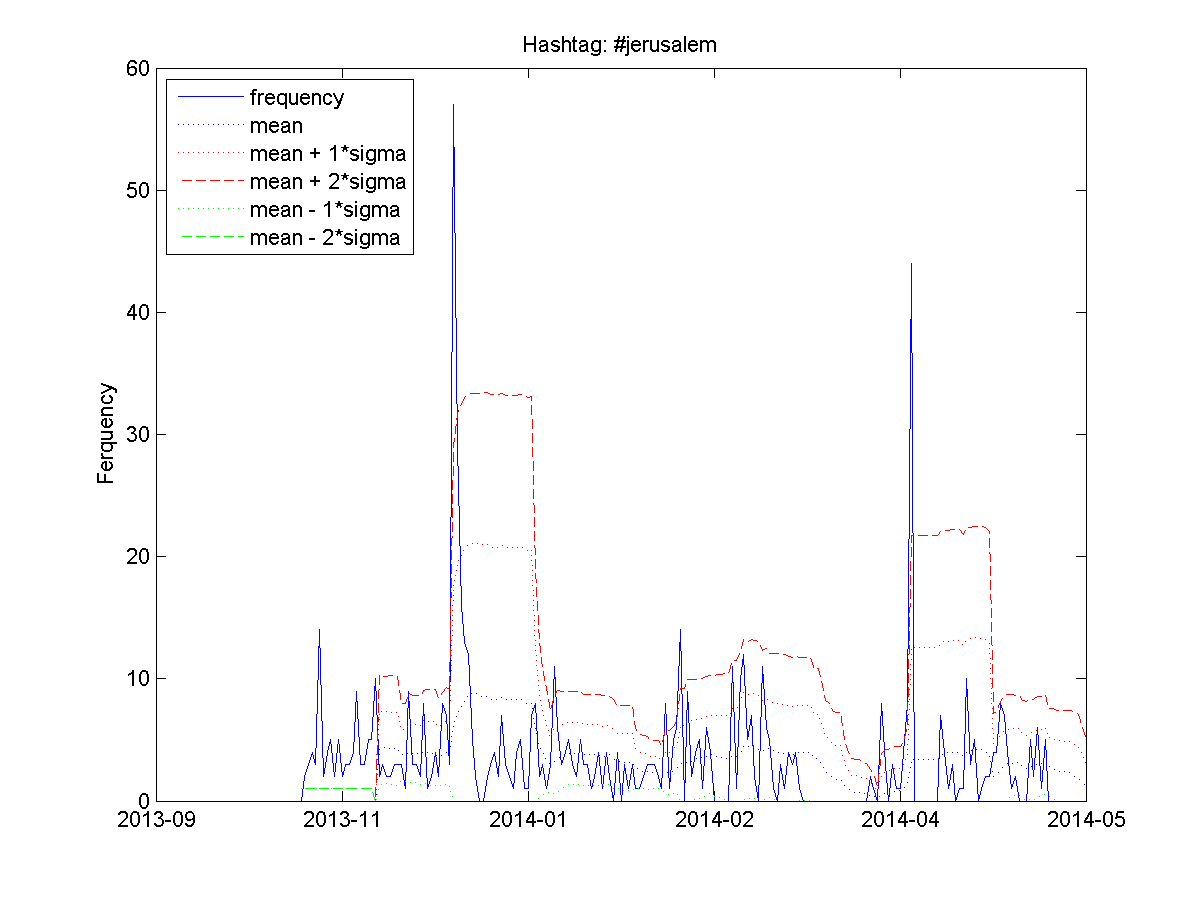 Hashtag: #jerusalem
60
50
40
30
20
10
0
Ferquency
frequency
mean
mean + 1*sigma
mean + 2*sigma
mean - 1*sigma
mean - 2*sigma
2013-09 2013-11 2014-01 2014-02 2014-04 2014-05